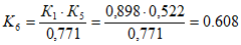 K₆ = (K₁ · K₅) / 0,771 = (0,898 · 0,522) / 0,771 = 0.608